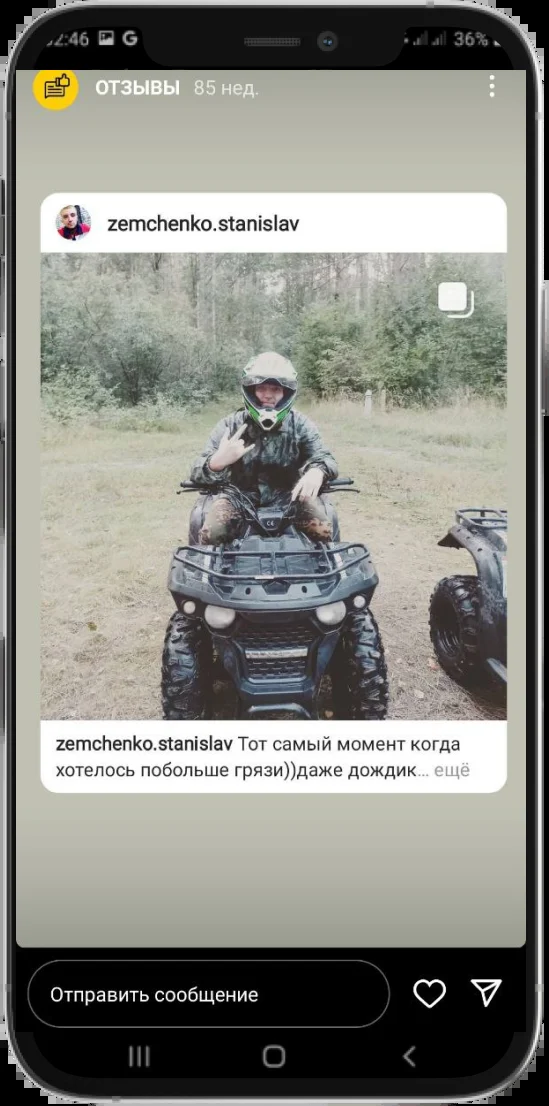 2:46 G 36%
ОТЗЫВЫ 85 нед.
zemchenko.stanislav
zemchenko.stanislav Тот самый момент когда
хотелось побольше грязи))даже дождик... ещё
Отправить сообщение